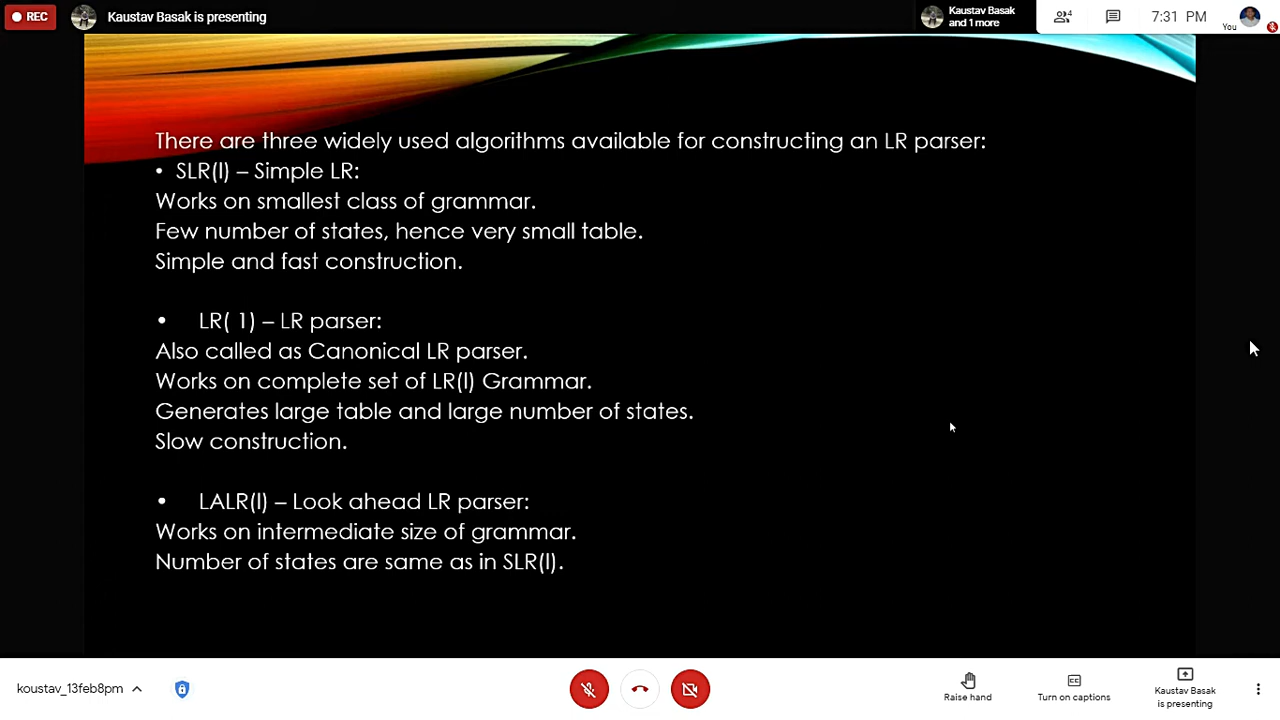 REC
Kaustav Basak is presenting
Kaustav Basak
and 1 more
4
7:31 PM
You
There are three widely used algorithms available for constructing an LR parser:
• SLR(l) – Simple LR:
Works on smallest class of grammar.
Few number of states, hence very small table.
Simple and fast construction.
• LR( 1) – LR parser:
Also called as Canonical LR parser.
Works on complete set of LR(l) Grammar.
Generates large table and large number of states.
Slow construction.
• LALR(l) – Look ahead LR parser:
Works on intermediate size of grammar.
Number of states are same as in SLR(l).
koustav_13feb8pm
Raise hand
Turn on captions
Kaustav Basak
is presenting